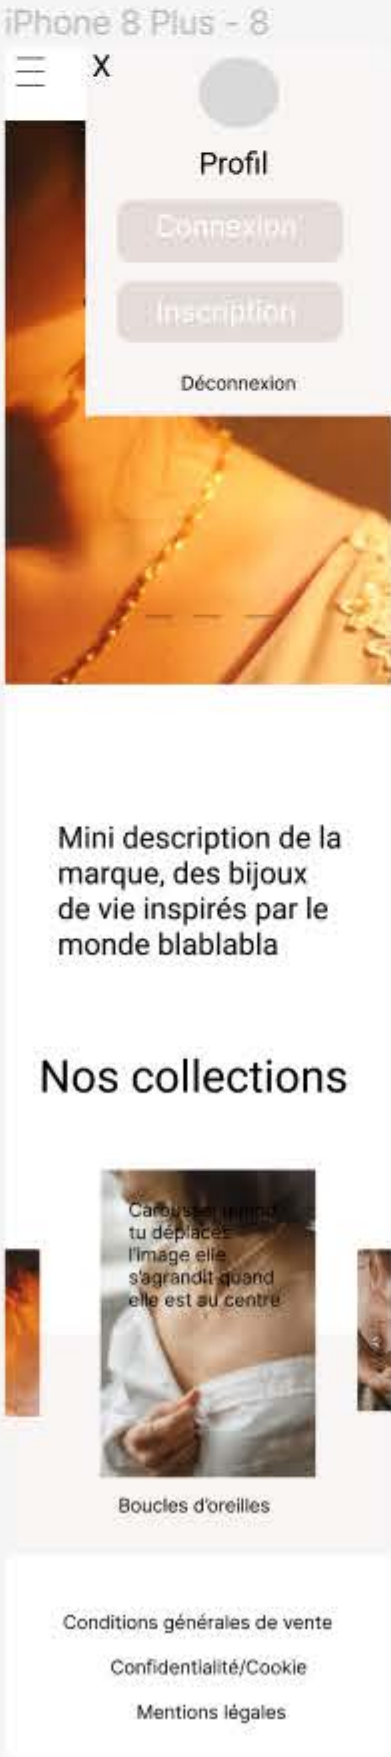 iPhone 8 Plus - 8
X
Profil
Connexion
Inscription
Déconnexion
Mini description de la
marque, des bijoux
de vie inspirés par le
monde blablabla
Nos collections
Carousser quand
tu déplaces
l'image elle
s'agrandit quand
elle est au centre
Boucles d'oreilles
Conditions générales de vente
Confidentialité/Cookie
Mentions légales